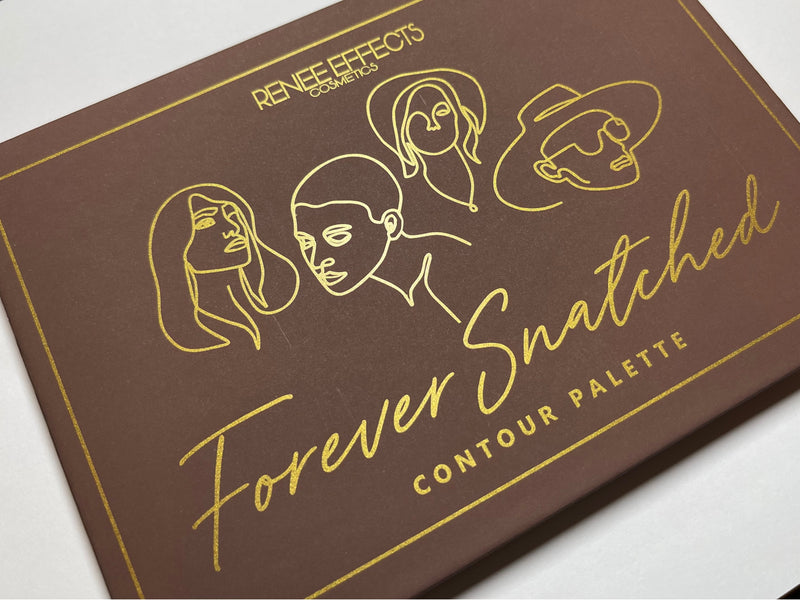 RENEE EFFECTS
COSMETICS
Forever Snatched
CONTOUR PALETTE